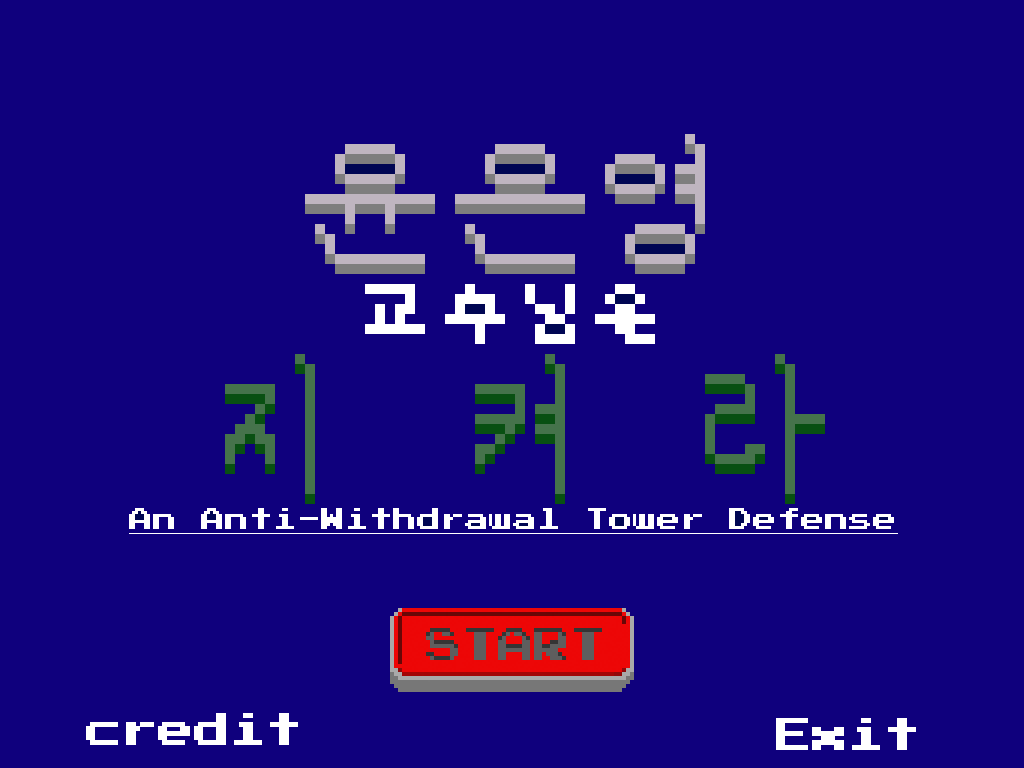 윤은영
교수님을
지켜라
An Anti-Withdrawal Tower Defense
START
credit Exit